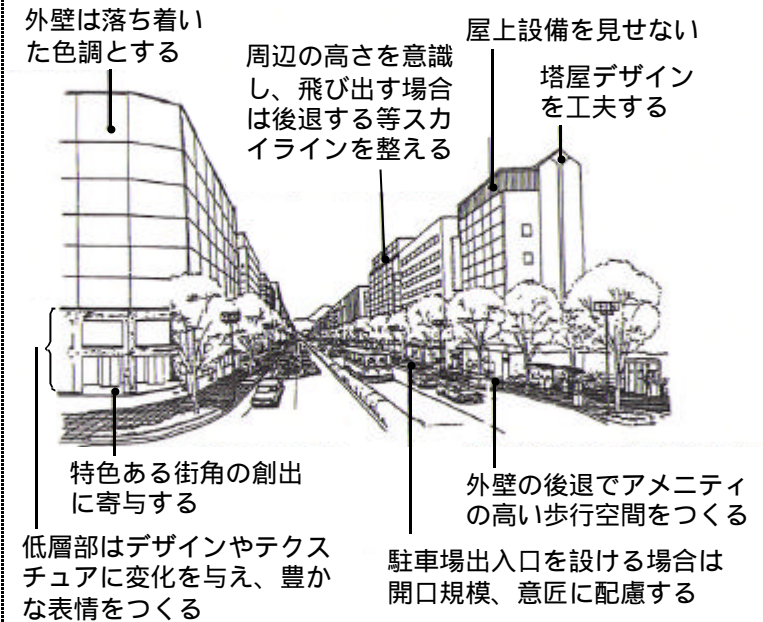 外壁は落ち着い
た色調とする
周辺の高さを意識
し、飛び出す場合
は後退する等スカ
イラインを整える
屋上設備を見せない
塔屋デザイン
を工夫する
特色ある街角の創出
に寄与する
低層部はデザインやテクス
チュアに変化を与え、豊か
な表情をつくる
外壁の後退でアメニティ
の高い歩行空間をつくる
駐車場出入口を設ける場合は
開口規模、意匠に配慮する